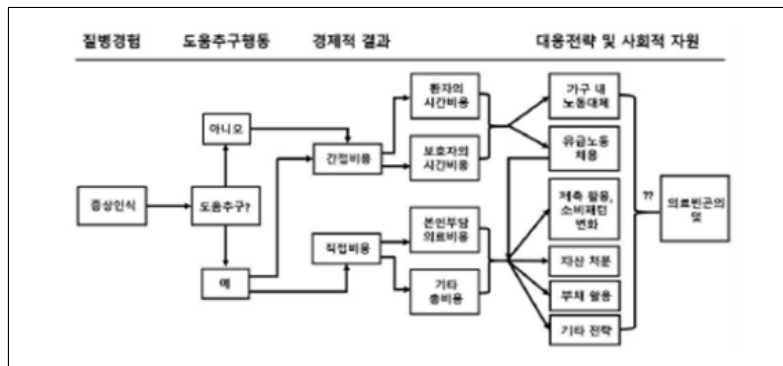 질병경험 도움추구행동 경제적 결과 대응전략 및 사회적 자원
증상인식
도움추구?
아니오
예
간접비용
직접비용
환자의
시간비용
보호자의
시간비용
본인부담
의료비용
기타
총비용
가구 내
노동대체
유급노동
채용
저축 활용,
소비패턴
변화
자산 처분
부채 활용
기타 전략
??
의료빈곤의
덫